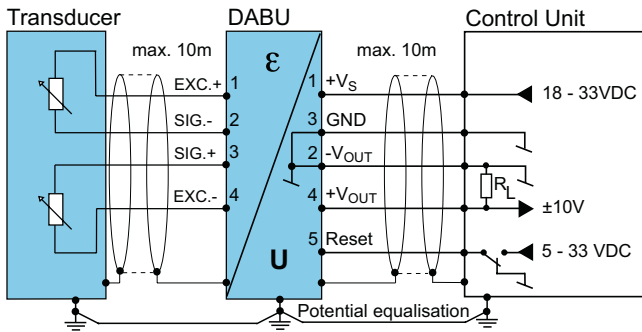 Transducer
DABU
Control Unit
max. 10m
max. 10m
ε
EXC.+ 1
SIG.- 2
SIG.+ 3
EXC.- 4
1 +VS
3 GND
2 -VOUT
4 +VOUT
5 Reset
U
18 - 33VDC
RL
±10V
5 - 33 VDC
Potential equalisation